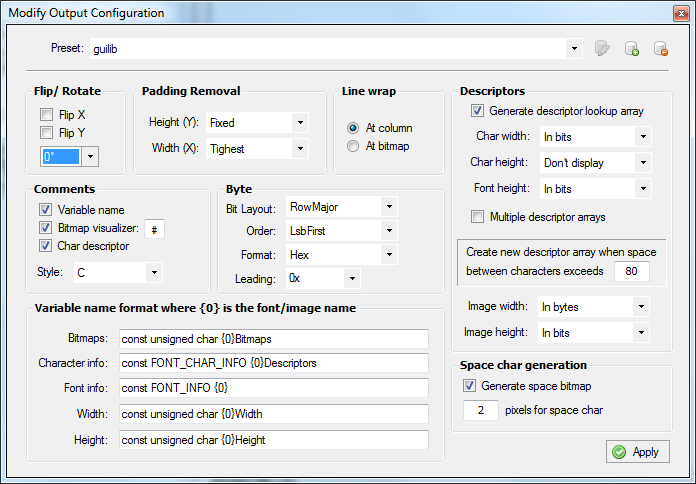 Modify Output Configuration
Preset: guilib
Flip/ Rotate
Flip X
Flip Y
0°
Padding Removal
Height (Y): Fixed
Width (X): Tighest
Line wrap
At column
At bitmap
Descriptors
Generate descriptor lookup array
Char width: In bits
Char height: Don't display
Font height: In bits
Multiple descriptor arrays
Create new descriptor array when space
between characters exceeds 80
Image width: In bytes
Image height: In bits
Comments
Variable name
Bitmap visualizer: #
Char descriptor
Style: C
Byte
Bit Layout: RowMajor
Order: LsbFirst
Format: Hex
Leading: 0x
Variable name format where {0} is the font/image name
Bitmaps: const unsigned char {0}Bitmaps
Character info: const FONT_CHAR_INFO {0}Descriptors
Font info: const FONT_INFO {0}
Width: const unsigned char {0}Width
Height: const unsigned char {0}Height
Space char generation
Generate space bitmap
2 pixels for space char
Apply